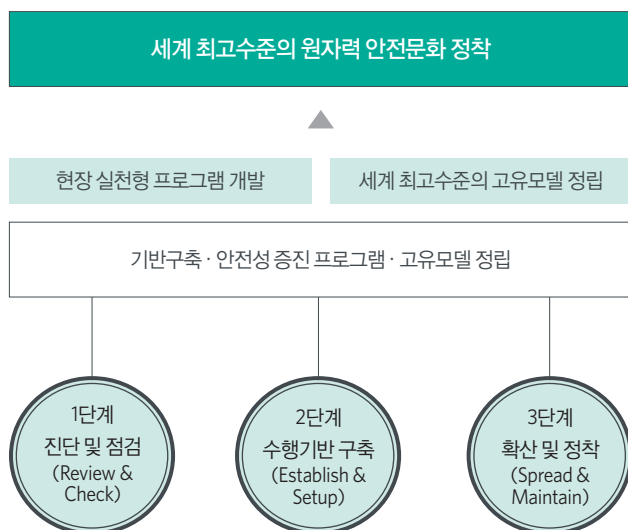 세계 최고수준의 원자력 안전문화 정착
현장 실천형 프로그램 개발
세계 최고수준의 고유모델 정립
기반구축 · 안전성 증진 프로그램 · 고유모델 정립
1단계
진단 및 점검
(Review &
Check)
2단계
수행기반 구축
(Establish &
Setup)
3단계
확산 및 정착
(Spread &
Maintain)